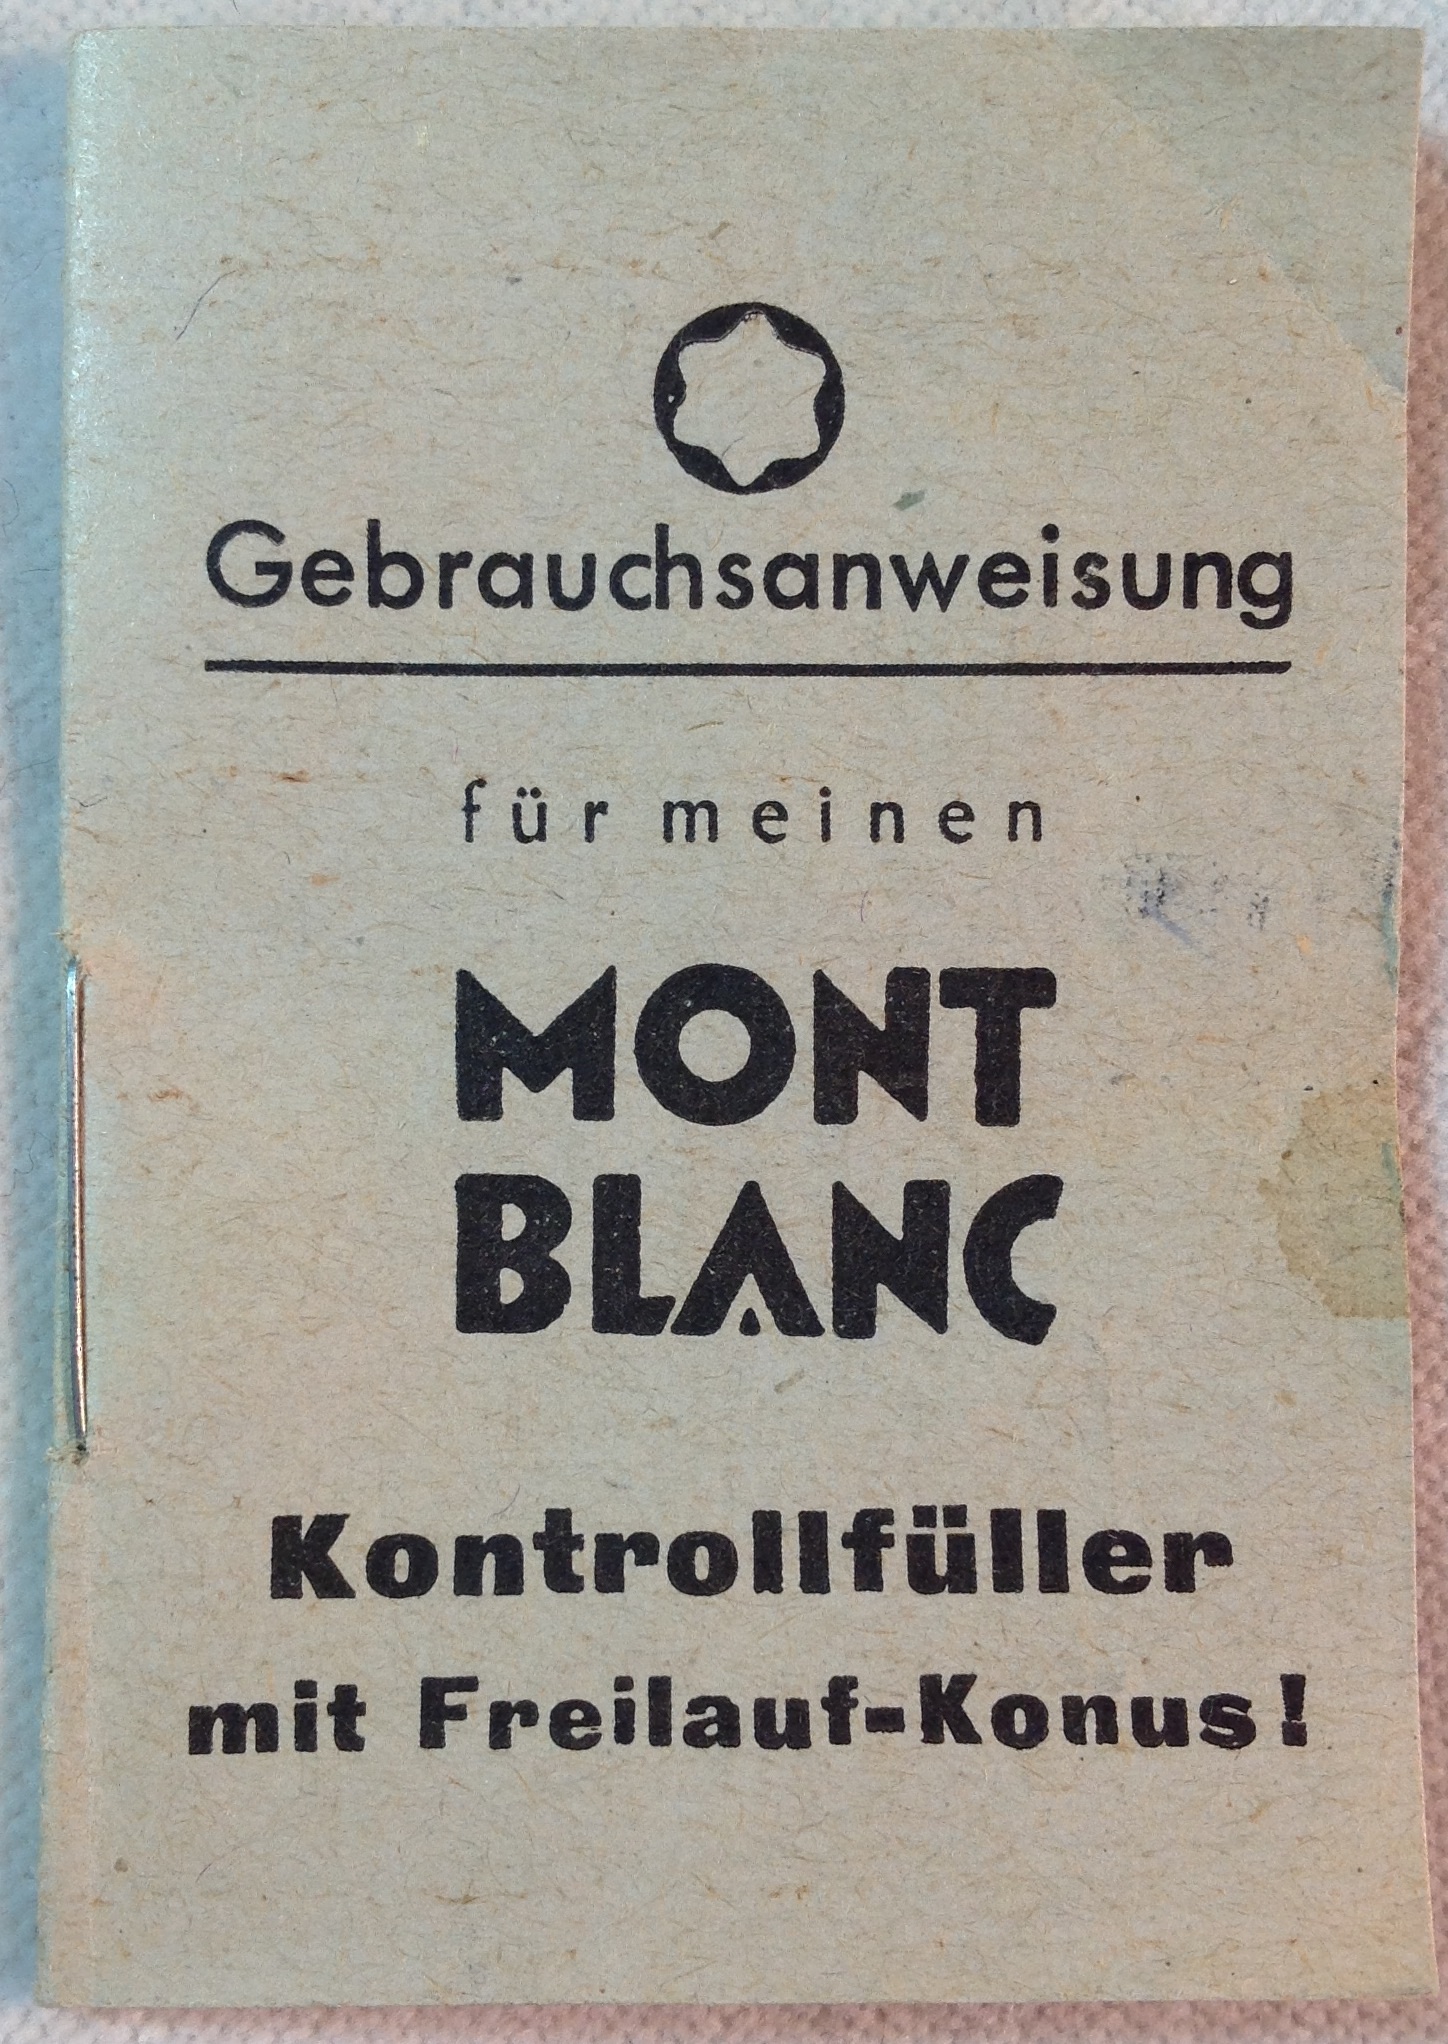 Gebrauchsanweisung
für meinen
MONT
BLANC
Kontrollfüller
mit Freilauf-Konus!